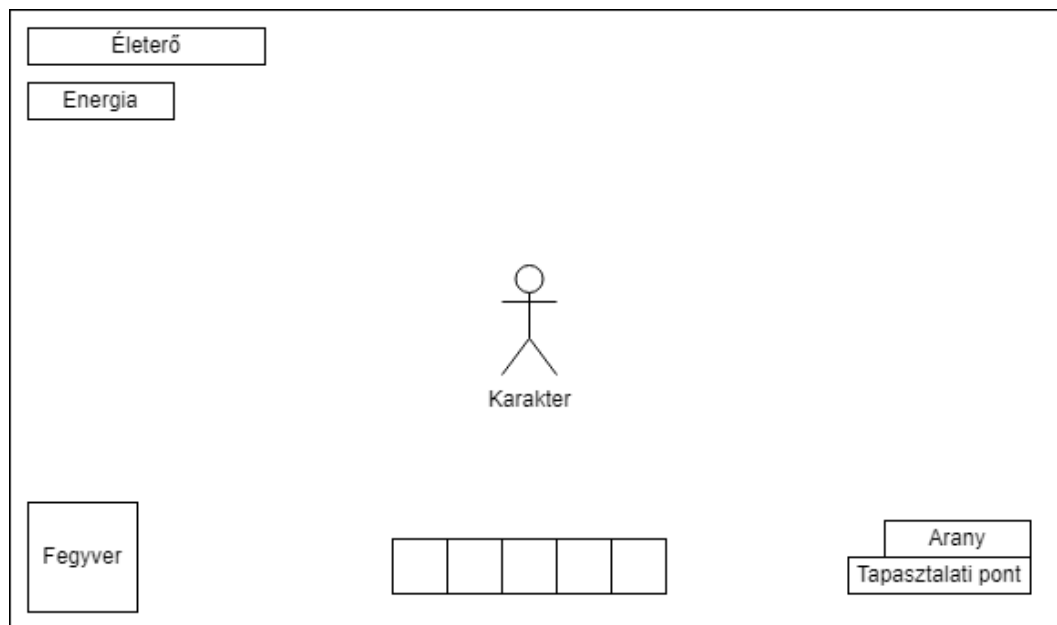 Életerő
Energia
Karakter
Fegyver
Arany
Tapasztalati pont